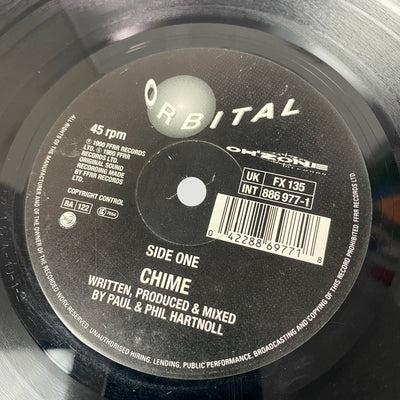 ORBITAL
45 rpm
OH'ZONE
RECORDS
℗ 1990 FFRR RECORDS
LTD. © 1990 FFRR
RECORDS LTD.
ORIGINAL SOUND
RECORDING MADE
BY FFRR RECORDS
LTD.
COPYRIGHT CONTROL
BA 122
UK FX 135
INT 886 977-1
0 42288 69771 8
SIDE ONE
CHIME
WRITTEN, PRODUCED & MIXED
BY PAUL & PHIL HARTNOLL
ALL RIGHTS OF THE MANUFACTURER AND OF THE OWNER OF THE RECORDED WORK RESERVED. UNAUTHORISED HIRING, LENDING, PUBLIC PERFORMANCE, BROADCASTING AND COPYING OF THIS RECORD PROHIBITED. FFRR RECORDS LTD.